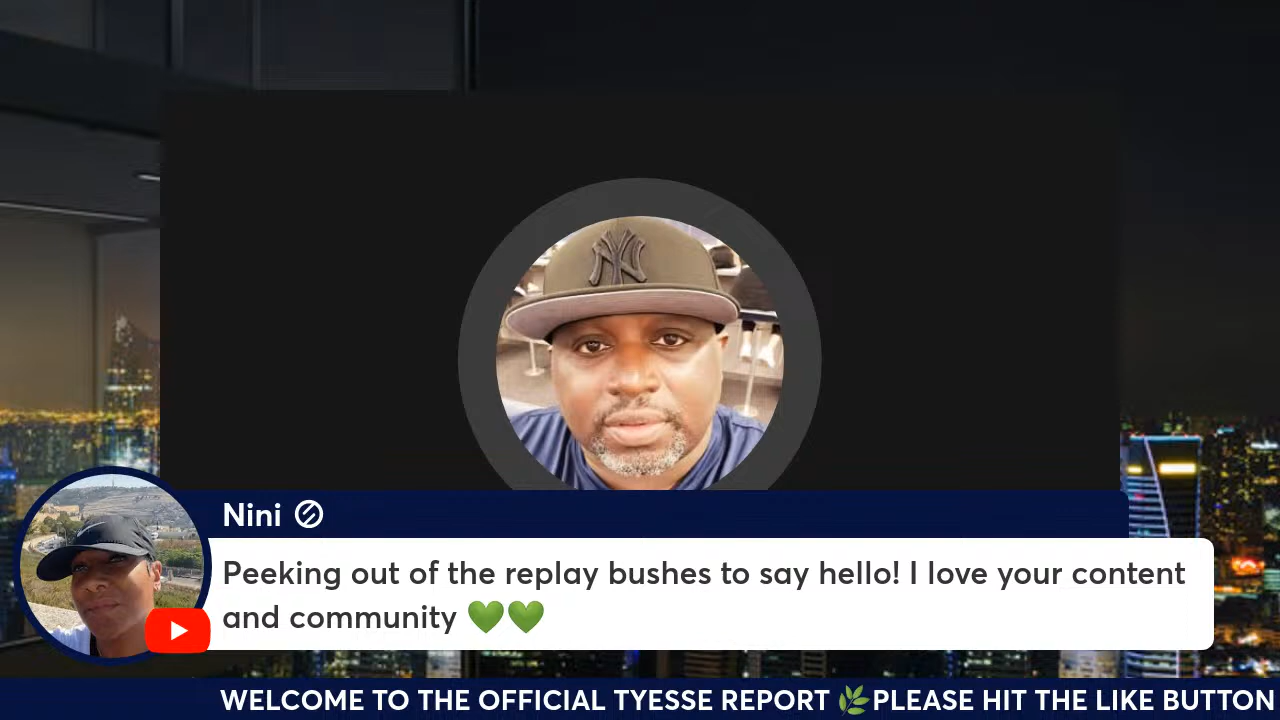 NY
Nini
Peeking out of the replay bushes to say hello! I love your content
and community 💚💚
WELCOME TO THE OFFICIAL TYESSE REPORT 🌿PLEASE HIT THE LIKE BUTTON